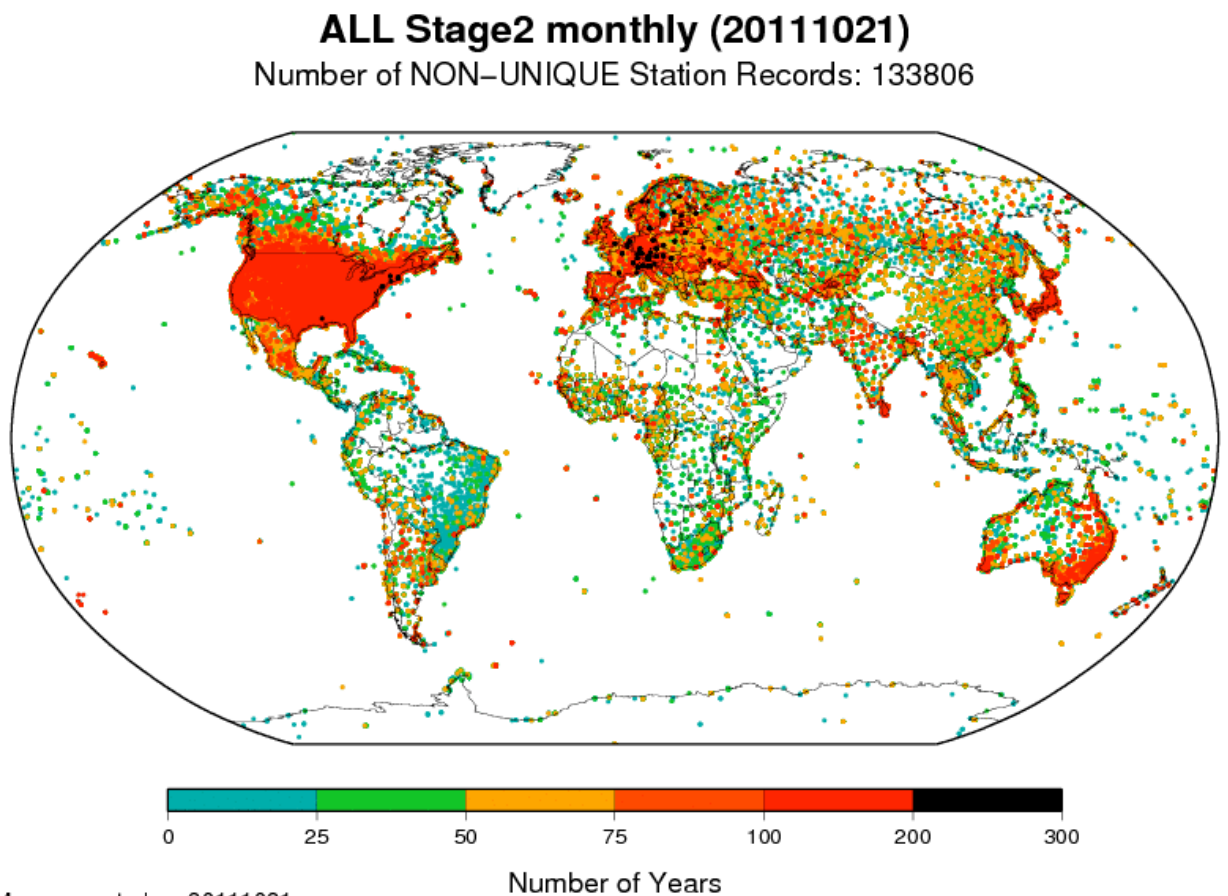 ALL Stage2 monthly (20111021)
Number of NON−UNIQUE Station Records: 133806
0 25 50 75 100 200 300
Number of Years